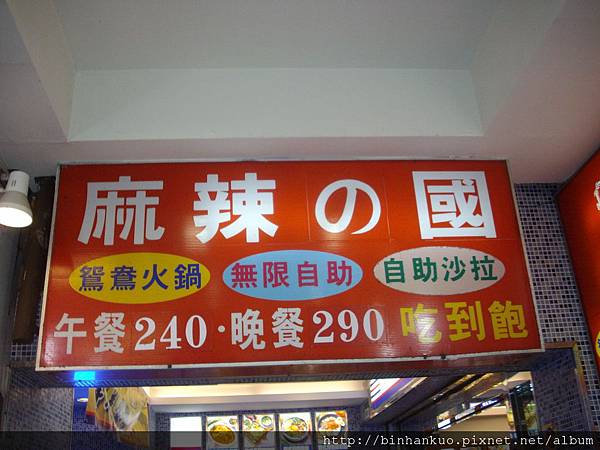 麻辣の國
鴛鴦火鍋 無限自助 自助沙拉
午餐240·晚餐290 吃到飽
http://binhankuo.pixnet.net/album